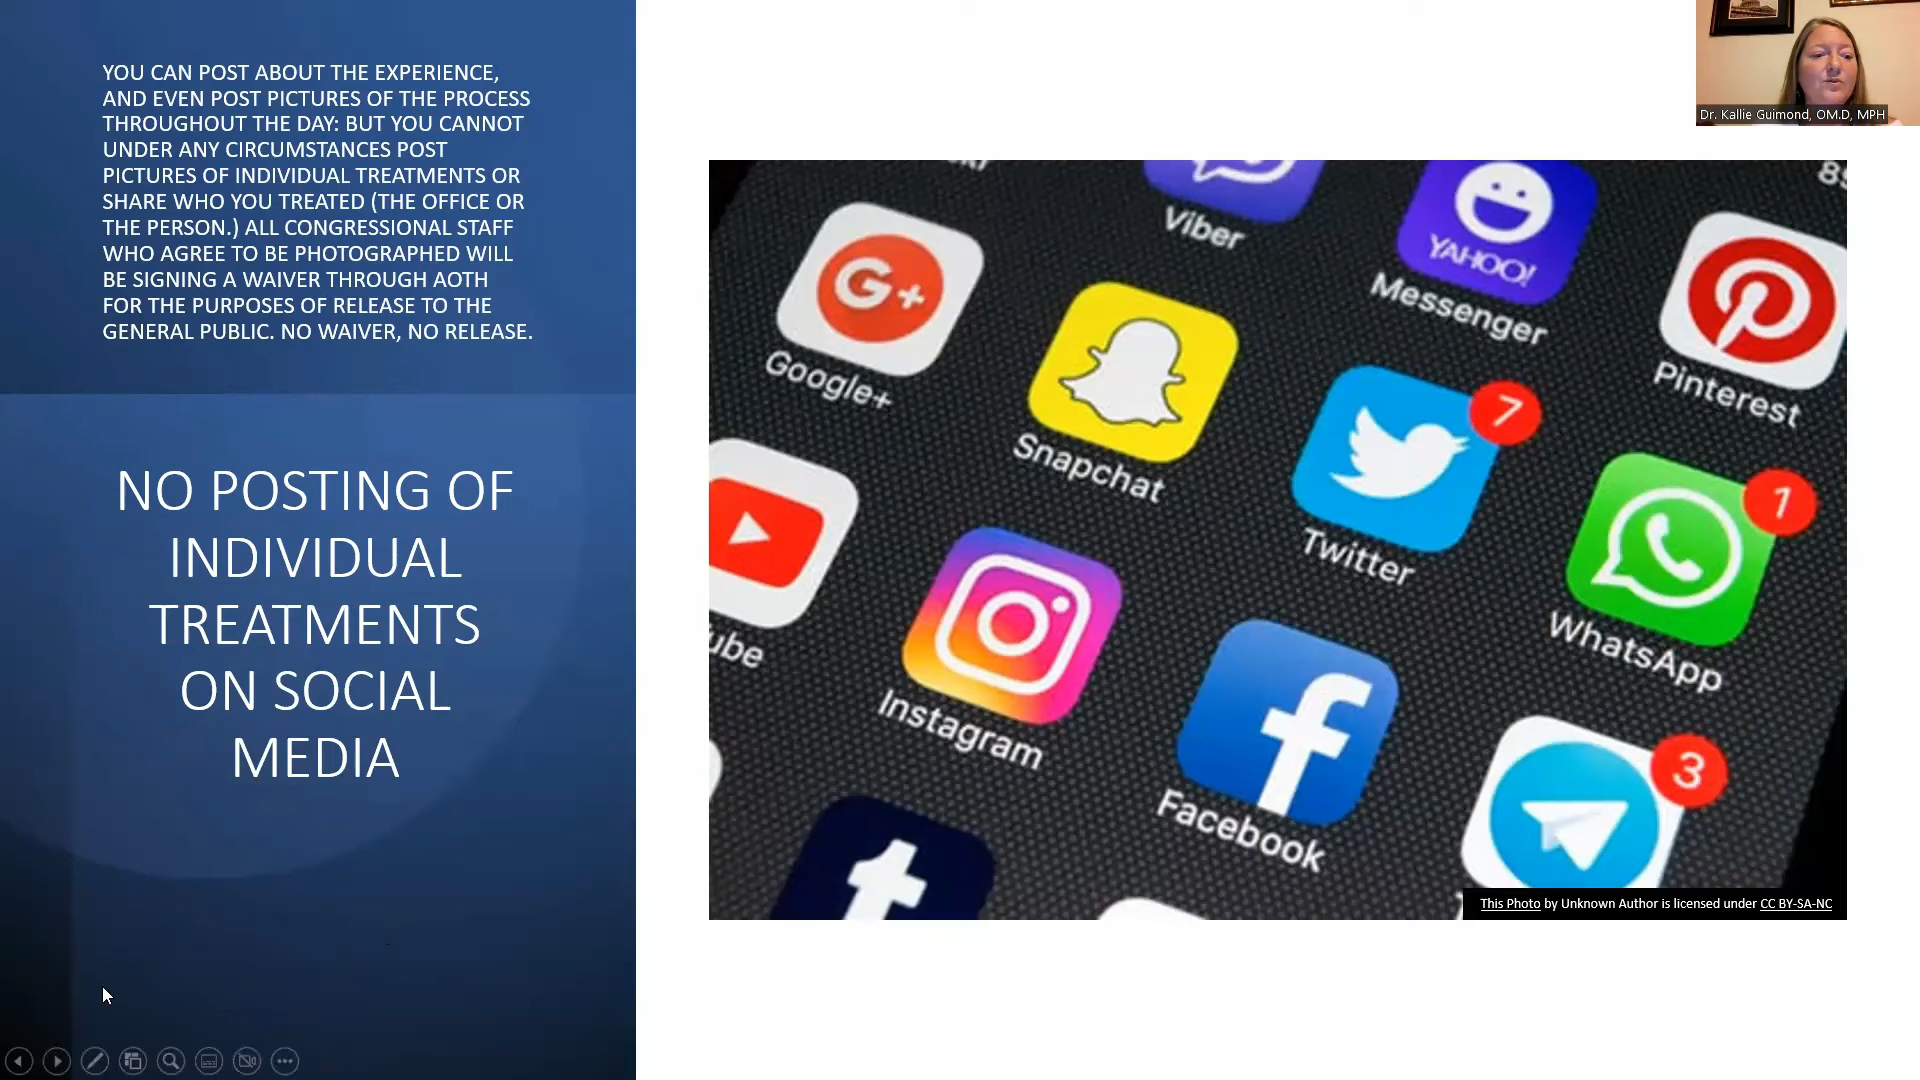 YOU CAN POST ABOUT THE EXPERIENCE,
AND EVEN POST PICTURES OF THE PROCESS
THROUGHOUT THE DAY: BUT YOU CANNOT
UNDER ANY CIRCUMSTANCES POST
PICTURES OF INDIVIDUAL TREATMENTS OR
SHARE WHO YOU TREATED (THE OFFICE OR
THE PERSON.) ALL CONGRESSIONAL STAFF
WHO AGREE TO BE PHOTOGRAPHED WILL
BE SIGNING A WAIVER THROUGH AOTH
FOR THE PURPOSES OF RELEASE TO THE
GENERAL PUBLIC. NO WAIVER, NO RELEASE.
NO POSTING OF
INDIVIDUAL
TREATMENTS
ON SOCIAL
MEDIA
Dr. Kallie Guimond, OM.D, MPH
Viber
YAHOO!
Messenger
Pinterest
G+
Google+
Snapchat
7
Twitter
1
WhatsApp
ube
Instagram
f
Facebook
3
t
This Photo by Unknown Author is licensed under CC BY-SA-NC